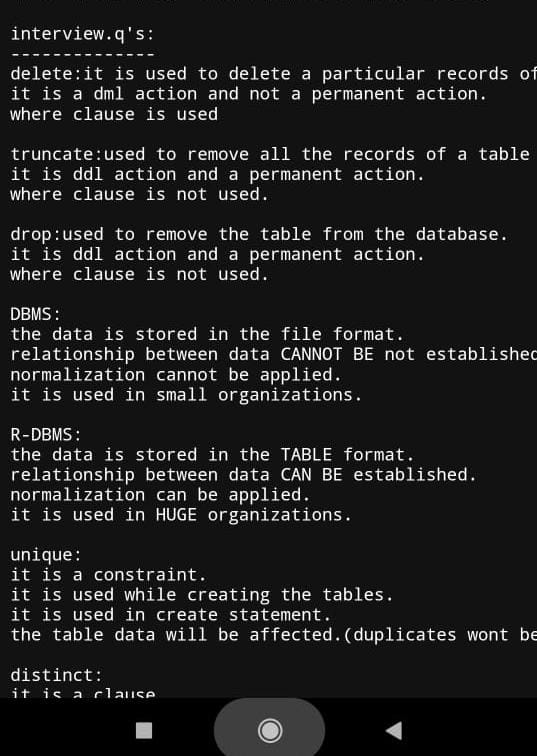 interview.q's:
--------------
delete:it is used to delete a particular records of
it is a dml action and not a permanent action.
where clause is used
truncate:used to remove all the records of a table
it is ddl action and a permanent action.
where clause is not used.
drop:used to remove the table from the database.
it is ddl action and a permanent action.
where clause is not used.
DBMS:
the data is stored in the file format.
relationship between data CANNOT BE not established
normalization cannot be applied.
it is used in small organizations.
R-DBMS:
the data is stored in the TABLE format.
relationship between data CAN BE established.
normalization can be applied.
it is used in HUGE organizations.
unique:
it is a constraint.
it is used while creating the tables.
it is used in create statement.
the table data will be affected.(duplicates wont be
distinct:
it is a clause